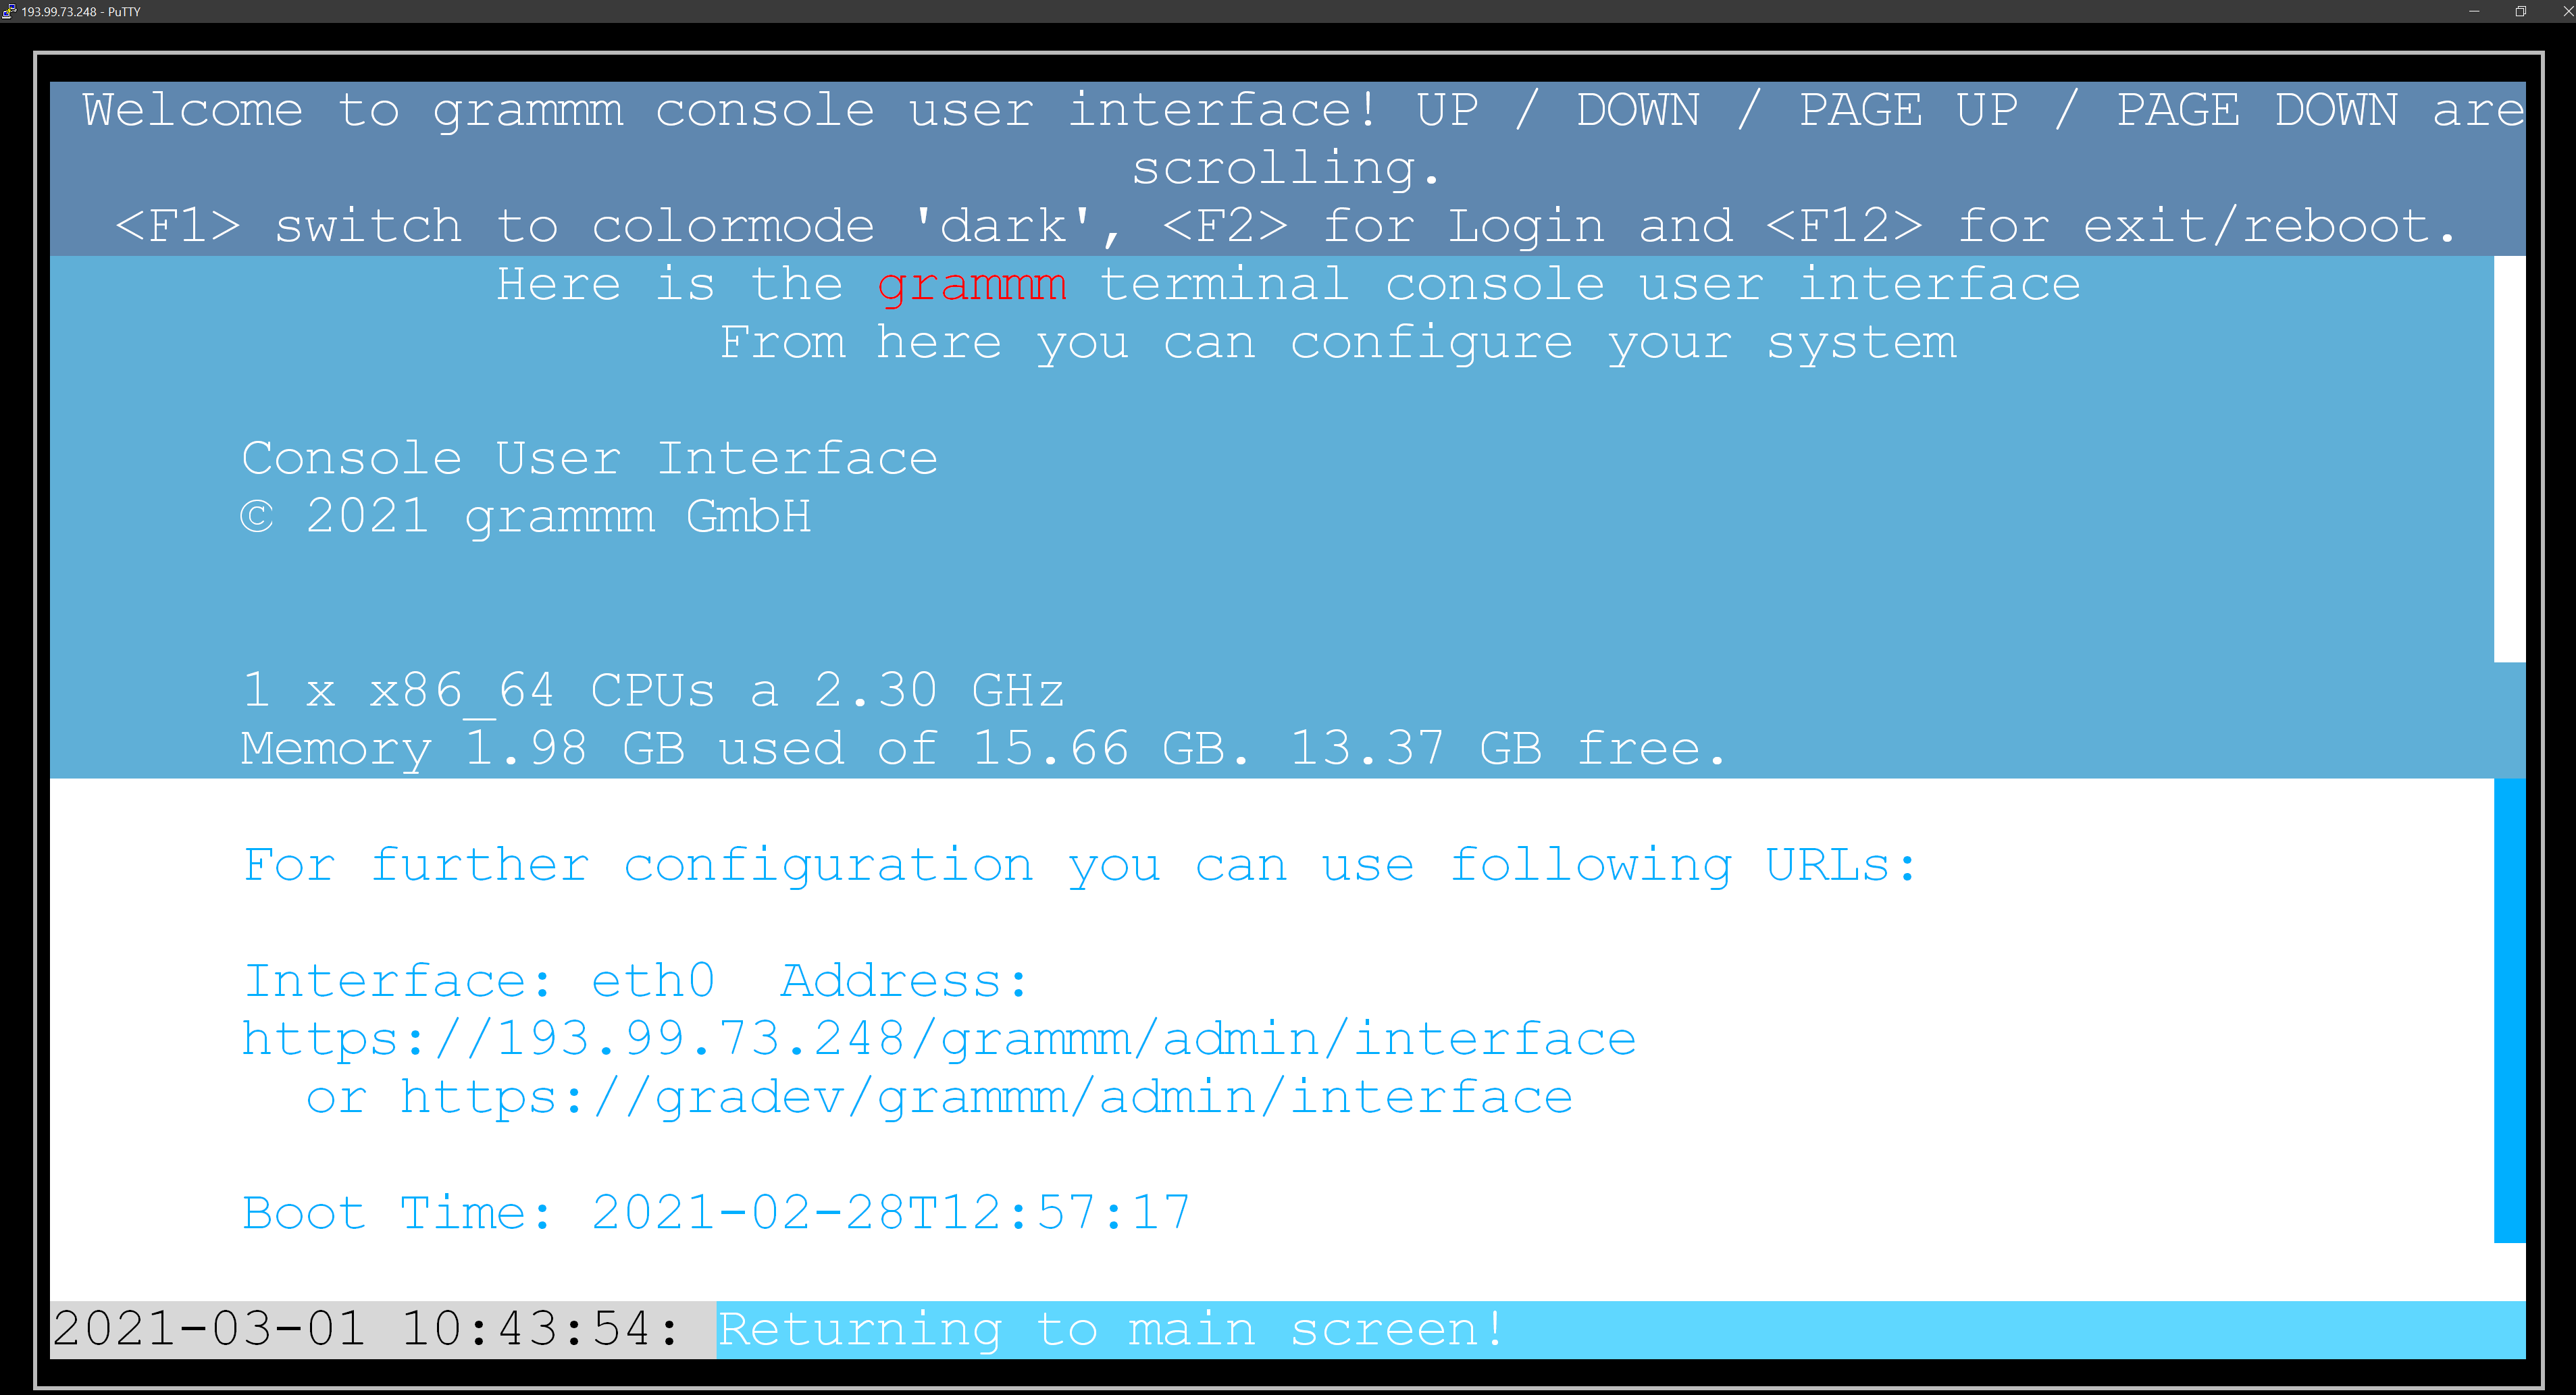 193.99.73.248 - PuTTY
Welcome to grammm console user interface! UP / DOWN / PAGE UP / PAGE DOWN are
scrolling.
<F1> switch to colormode 'dark', <F2> for Login and <F12> for exit/reboot.
Here is the grammm terminal console user interface
From here you can configure your system
Console User Interface
© 2021 grammm GmbH
1 x x86_64 CPUs a 2.30 GHz
Memory 1.98 GB used of 15.66 GB. 13.37 GB free.
For further configuration you can use following URLs:
Interface: eth0  Address:
https://193.99.73.248/grammm/admin/interface
or https://gradev/grammm/admin/interface
Boot Time: 2021-02-28T12:57:17
2021-03-01 10:43:54: Returning to main screen!